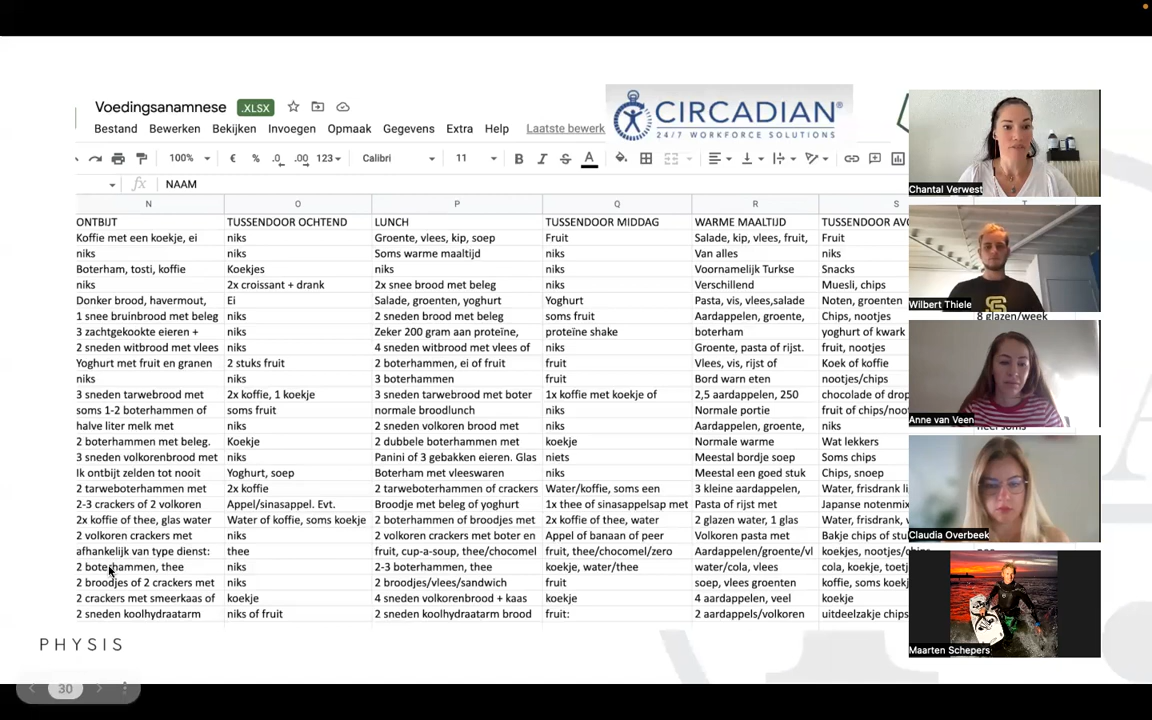 Voedingsanamnese .XLSX
CIRCADIAN®
24/7 WORKFORCE SOLUTIONS
Bestand Bewerken Bekijken Invoegen Opmaak Gegevens Extra Help Laatste bewerk
100% € % .0 .00 123 Calibri 11 B I S A
fx NAAM
N O P Q R S T
ONTBIJT TUSSENDOOR OCHTEND LUNCH TUSSENDOOR MIDDAG WARME MAALTIJD TUSSENDOOR AVO
Koffie met een koekje, ei niks Groente, vlees, kip, soep Fruit Salade, kip, vlees, fruit, Fruit
niks niks Soms warme maaltijd niks Van alles niks
Boterham, tosti, koffie Koekjes niks niks Voornamelijk Turkse Snacks
niks 2x croissant + drank 2x snee brood met beleg niks Verschillend Muesli, chips
Donker brood, havermout, Ei Salade, groenten, yoghurt Yoghurt Pasta, vis, vlees,salade Noten, groenten
1 snee bruinbrood met beleg niks 2 sneden brood met beleg soms fruit Aardappelen, groente, Chips, nootjes 8 glazen/week
3 zachtgekookte eieren + niks Zeker 200 gram aan proteïne, proteïne shake boterham yoghurt of kwark
2 sneden witbrood met vlees niks 4 sneden witbrood met vlees of niks Groente, pasta of rijst. fruit, nootjes
Yoghurt met fruit en granen 2 stuks fruit 2 boterhammen, ei of fruit fruit Vlees, vis, rijst of Koek of koffie
niks niks 3 boterhammen fruit Bord warn eten nootjes/chips
3 sneden tarwebrood met 2x koffie, 1 koekje 3 sneden tarwebrood met boter 1x koffie met koekje of 2,5 aardappelen, 250 chocolade of drop
soms 1-2 boterhammen of soms fruit normale broodlunch niks Normale portie fruit of chips/noo
halve liter melk met niks 2 sneden volkoren brood met niks Aardappelen, groente, niks
2 boterhammen met beleg. Koekje 2 dubbele boterhammen met koekje Normale warme Wat lekkers
3 sneden volkorenbrood met niks Panini of 3 gebakken eieren. Glas niets Meestal bordje soep Soms chips
Ik ontbijt zelden tot nooit Yoghurt, soep Boterham met vleeswaren niks Meestal een goed stuk Chips, snoep
2 tarweboterhammen met 2x koffie 2 tarweboterhammen of crackers Water/koffie, soms een 3 kleine aardappelen, Water, frisdrank li
2-3 crackers of 2 volkoren Appel/sinasappel. Evt. Broodje met beleg of yoghurt 1x thee of sinasappelsap met Pasta of rijst met Japanse notenmix
2x koffie of thee, glas water Water of koffie, soms koekje 2 boterhammen of broodjes met 2x koffie of thee, water 2 glazen water, 1 glas Water, frisdrank,
2 volkoren crackers met niks 2 volkoren crackers met boter en Appel of banaan of peer Volkoren pasta met Bakje chips of stu
afhankelijk van type dienst: thee fruit, cup-a-soup, thee/chocomel fruit, thee/chocomel/zero Aardappelen/groente/vl koekjes, nootjes/chips
2 boterhammen, thee niks 2-3 boterhammen, thee koekje, water/thee water/cola, vlees cola, koekje, toetj
2 broodjes of 2 crackers met niks 2 broodjes/vlees/sandwich fruit soep, vlees groenten koffie, soms koek
2 crackers met smeerkaas of koekje 4 sneden volkorenbrood + kaas koekje 4 aardappelen, veel koekje
2 sneden koolhydraatarm niks of fruit 2 sneden koolhydraatarm brood fruit: 2 aardappels/volkoren uitdeelzakje chips
PHYSIS
30
Chantal Verwest
Wilbert Thiele
Anne van Veen
Claudia Overbeek
Maarten Schepers